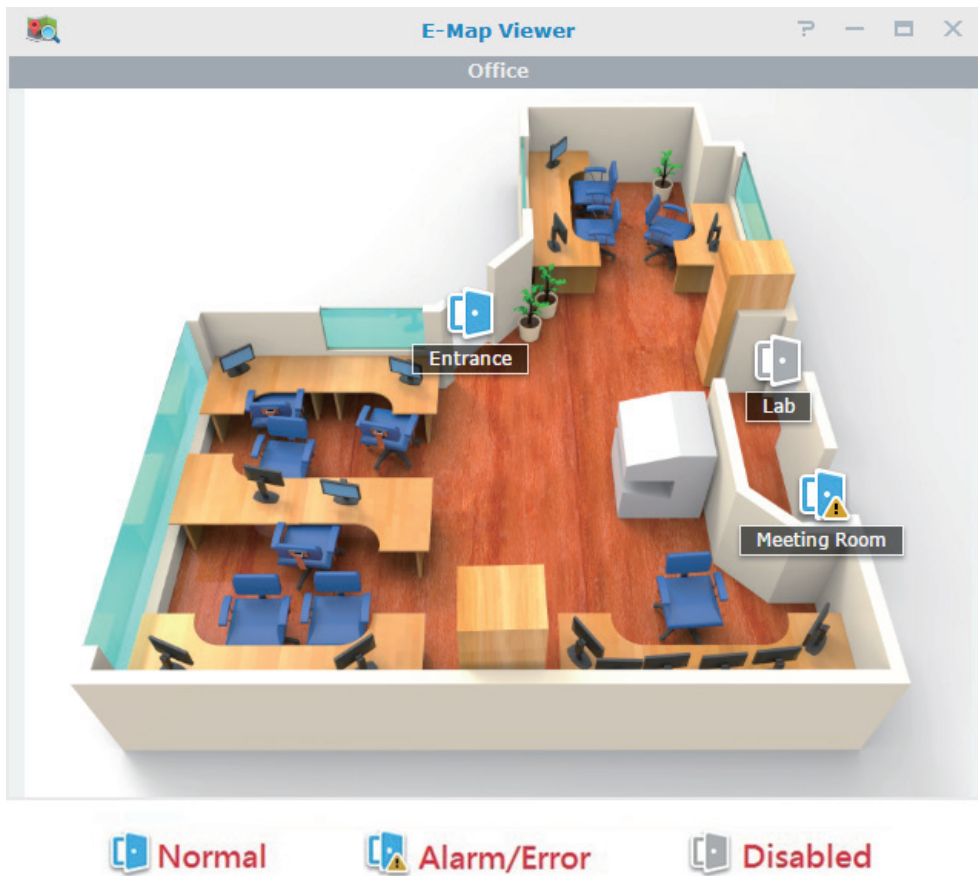 E-Map Viewer
Office
Entrance
Lab
Meeting Room
Normal
Alarm/Error
Disabled